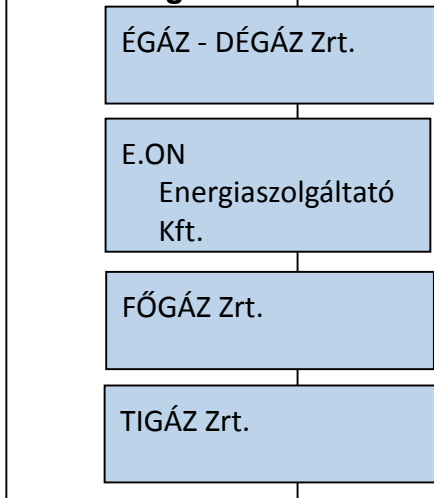 ÉGÁZ - DÉGÁZ Zrt.
E.ON
Energiaszolgáltató
Kft.
FŐGÁZ Zrt.
TIGÁZ Zrt.